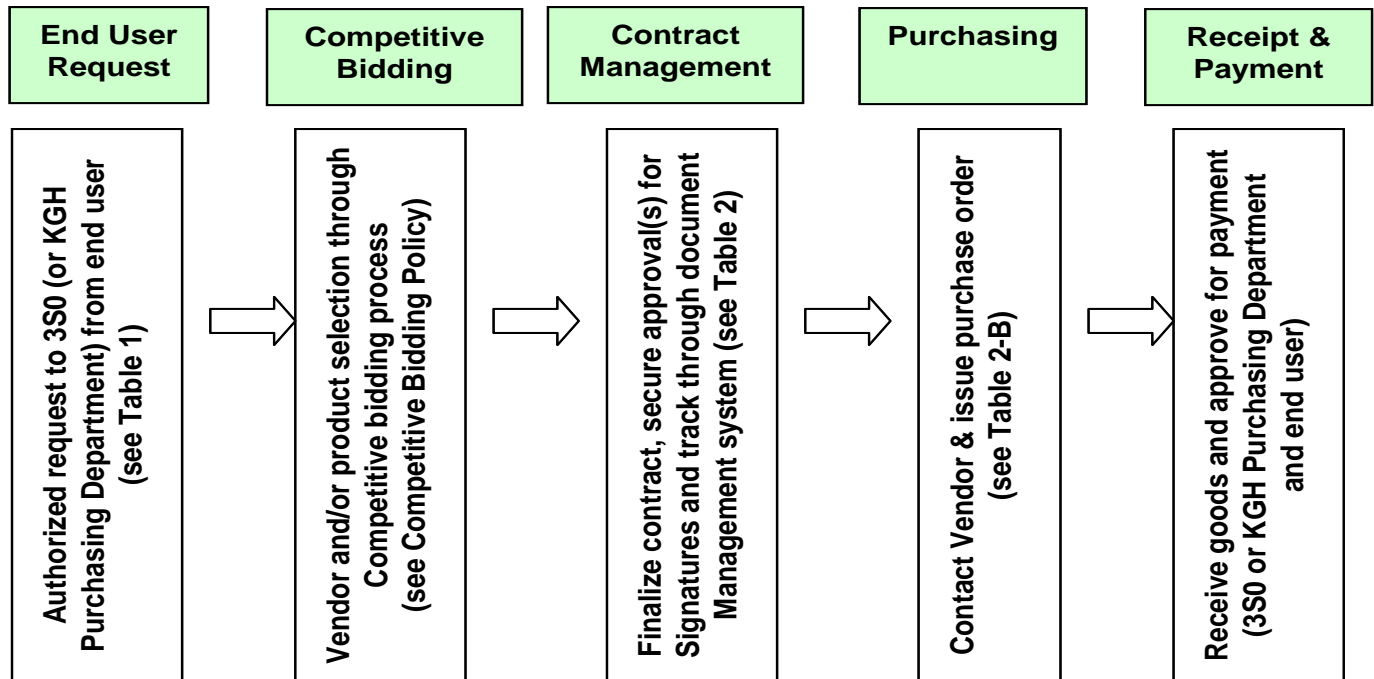 End User
Request
Competitive
Bidding
Contract
Management
Purchasing
Receipt &
Payment
Authorized request to 3S0 (or KGH
Purchasing Department) from end user
(see Table 1)
Vendor and/or product selection through
Competitive bidding process
(see Competitive Bidding Policy)
Finalize contract, secure approval(s) for
Signatures and track through document
Management system (see Table 2)
Contact Vendor & issue purchase order
(see Table 2-B)
Receive goods and approve for payment
(3S0 or KGH Purchasing Department
and end user)